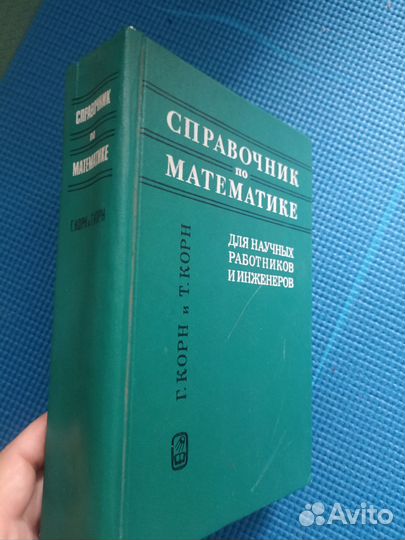 СПРАВОЧНИК
по
МАТЕМАТИКЕ
Г. КОРН и Т. КОРН
СПРАВОЧНИК
по
МАТЕМАТИКЕ
ДЛЯ НАУЧНЫХ
РАБОТНИКОВ
И ИНЖЕНЕРОВ
Г. КОРН и Т. КОРН
Avito